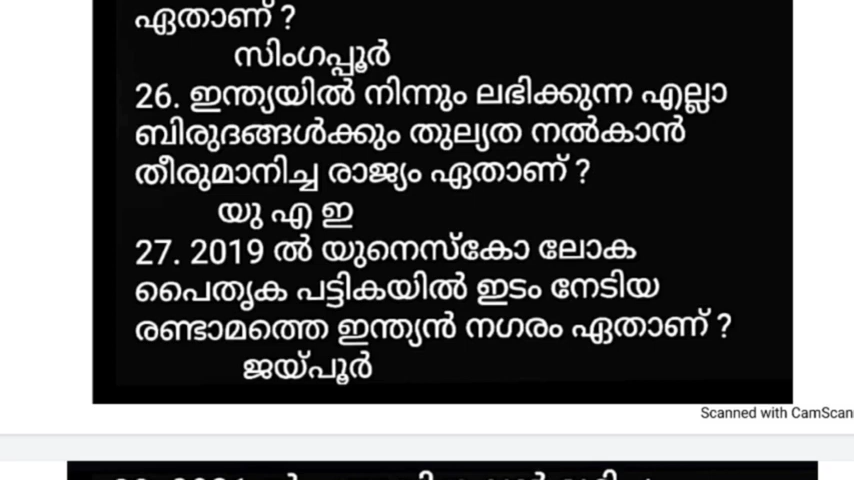 ഏതാണ് ?
സിംഗപ്പൂർ
26. ഇന്ത്യയിൽ നിന്നും ലഭിക്കുന്ന എല്ലാ
ബിരുദങ്ങൾക്കും തുല്യത നൽകാൻ
തീരുമാനിച്ച രാജ്യം ഏതാണ് ?
യു എ ഇ
27. 2019 ൽ യുനെസ്കോ ലോക
പൈതൃക പട്ടികയിൽ ഇടം നേടിയ
രണ്ടാമത്തെ ഇന്ത്യൻ നഗരം ഏതാണ് ?
ജയ്പൂർ
Scanned with CamScan